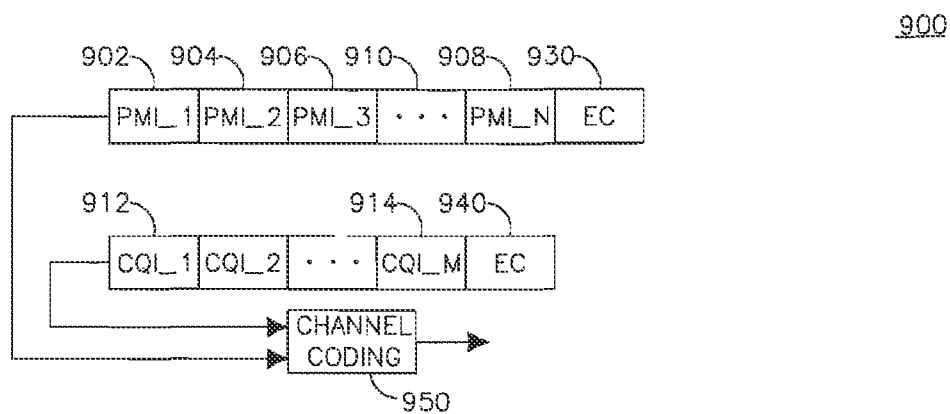 900
902 904 906 910 908 930
PMI_1 PMI_2 PMI_3 ... PMI_N EC
912 914 940
CQI_1 CQI_2 ... CQI_M EC
CHANNEL
CODING
950